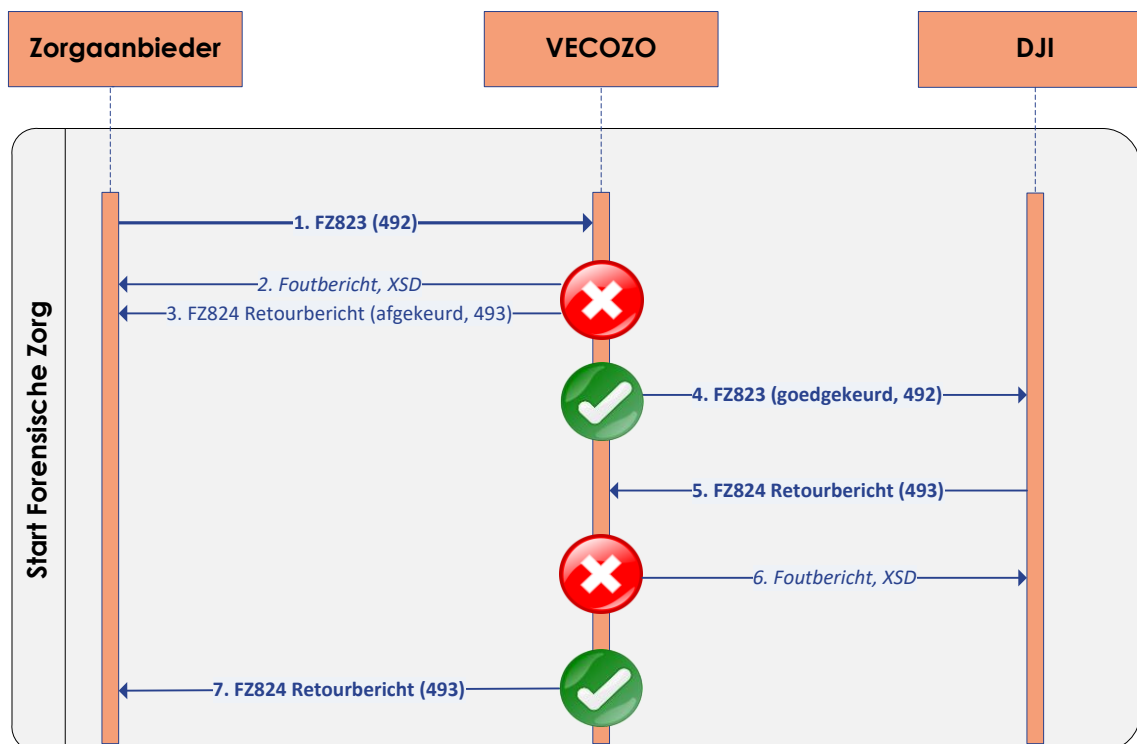 Zorgaanbieder
VECOZO
DJI
Start Forensische Zorg
1. FZ823 (492)
2. Foutbericht, XSD
3. FZ824 Retourbericht (afgekeurd, 493)
4. FZ823 (goedgekeurd, 492)
5. FZ824 Retourbericht (493)
6. Foutbericht, XSD
7. FZ824 Retourbericht (493)